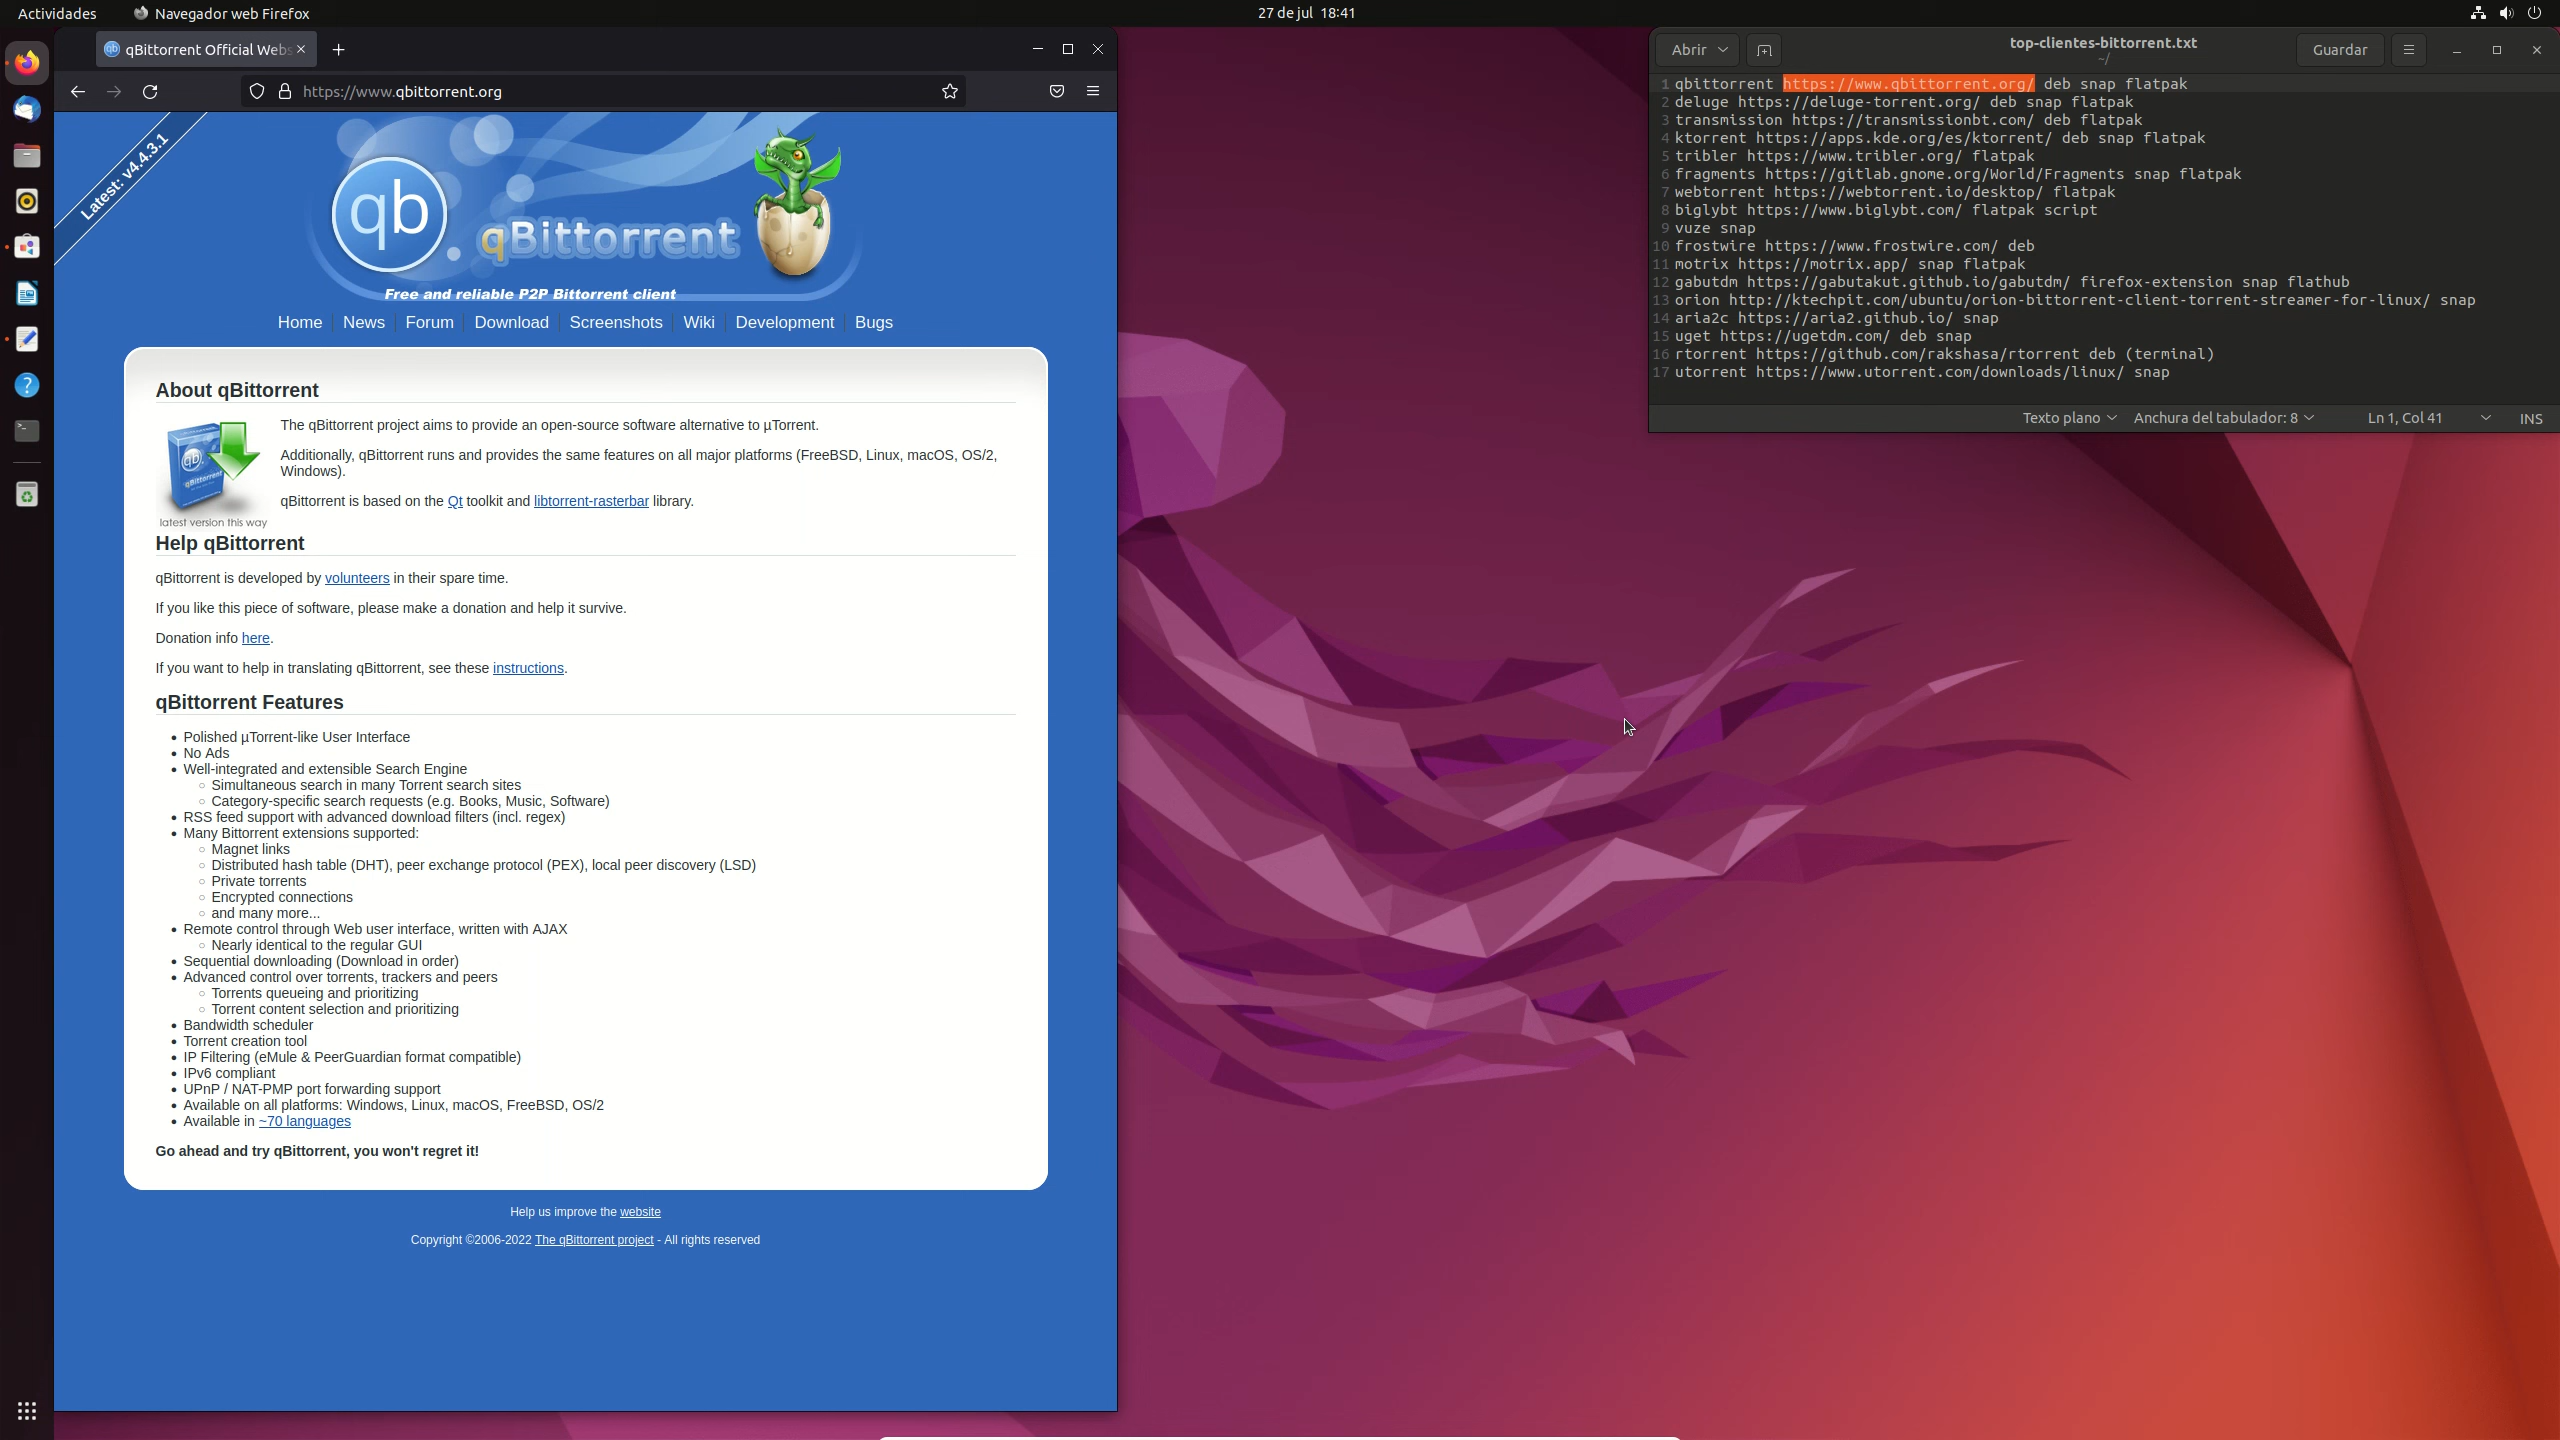 Actividades Navegador web Firefox 27 de jul 18:41
qBittorrent Official Webs
https://www.qbittorrent.org
Latest: v4.4.3.1
qb
qBittorrent
Free and reliable P2P Bittorrent client
Home News Forum Download Screenshots Wiki Development Bugs
About qBittorrent
qb
qBittorrent
latest version this way
The qBittorrent project aims to provide an open-source software alternative to µTorrent.
Additionally, qBittorrent runs and provides the same features on all major platforms (FreeBSD, Linux, macOS, OS/2,
Windows).
qBittorrent is based on the Qt toolkit and libtorrent-rasterbar library.
Help qBittorrent
qBittorrent is developed by volunteers in their spare time.
If you like this piece of software, please make a donation and help it survive.
Donation info here.
If you want to help in translating qBittorrent, see these instructions.
qBittorrent Features
Polished µTorrent-like User Interface
No Ads
Well-integrated and extensible Search Engine
Simultaneous search in many Torrent search sites
Category-specific search requests (e.g. Books, Music, Software)
RSS feed support with advanced download filters (incl. regex)
Many Bittorrent extensions supported:
Magnet links
Distributed hash table (DHT), peer exchange protocol (PEX), local peer discovery (LSD)
Private torrents
Encrypted connections
and many more...
Remote control through Web user interface, written with AJAX
Nearly identical to the regular GUI
Sequential downloading (Download in order)
Advanced control over torrents, trackers and peers
Torrents queueing and prioritizing
Torrent content selection and prioritizing
Bandwidth scheduler
Torrent creation tool
IP Filtering (eMule & PeerGuardian format compatible)
IPv6 compliant
UPnP / NAT-PMP port forwarding support
Available on all platforms: Windows, Linux, macOS, FreeBSD, OS/2
Available in ~70 languages
Go ahead and try qBittorrent, you won't regret it!
Help us improve the website
Copyright ©2006-2022 The qBittorrent project - All rights reserved
Abrir top-clientes-bittorrent.txt Guardar
~/
1 qbittorrent https://www.qbittorrent.org/ deb snap flatpak
2 deluge https://deluge-torrent.org/ deb snap flatpak
3 transmission https://transmissionbt.com/ deb flatpak
4 ktorrent https://apps.kde.org/es/ktorrent/ deb snap flatpak
5 tribler https://www.tribler.org/ flatpak
6 fragments https://gitlab.gnome.org/World/Fragments snap flatpak
7 webtorrent https://webtorrent.io/desktop/ flatpak
8 biglybt https://www.biglybt.com/ flatpak script
9 vuze snap
10 frostwire https://www.frostwire.com/ deb
11 motrix https://motrix.app/ snap flatpak
12 gabutdm https://gabutakut.github.io/gabutdm/ firefox-extension snap flathub
13 orion http://ktechpit.com/ubuntu/orion-bittorrent-client-torrent-streamer-for-linux/ snap
14 aria2c https://aria2.github.io/ snap
15 uget https://ugetdm.com/ deb snap
16 rtorrent https://github.com/rakshasa/rtorrent deb (terminal)
17 utorrent https://www.utorrent.com/downloads/linux/ snap
Texto plano Anchura del tabulador: 8 Ln 1, Col 41 INS